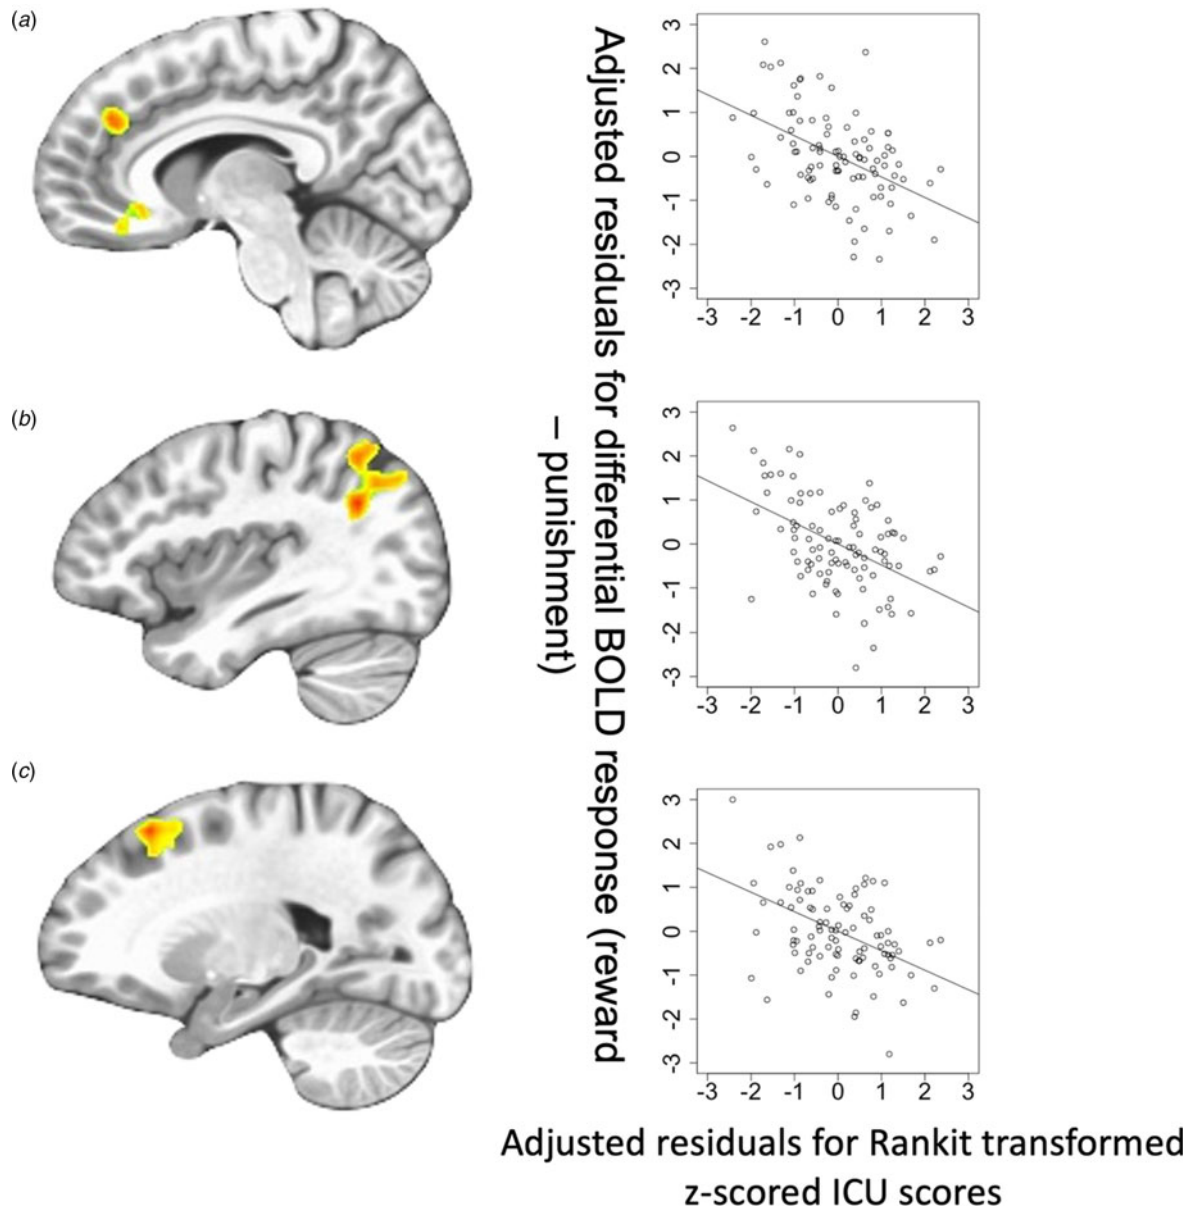 (a)
(b)
(c)
Adjusted residuals for differential BOLD response (reward
– punishment)
3
2
1
0
-1
-2
-3
-3 -2 -1 0 1 2 3
3
2
1
0
-1
-2
-3
-3 -2 -1 0 1 2 3
3
2
1
0
-1
-2
-3
-3 -2 -1 0 1 2 3
Adjusted residuals for Rankit transformed
z-scored ICU scores